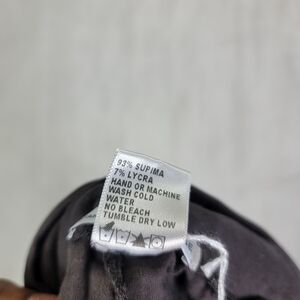 93% SUPIMA
7% LYCRA
HAND OR MACHINE
WASH COLD
WATER
NO BLEACH
TUMBLE DRY LOW